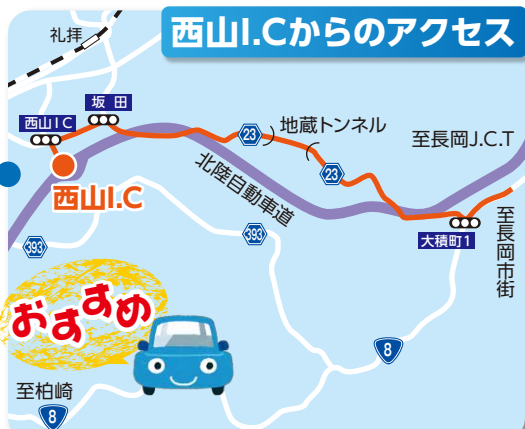 西山I.Cからのアクセス
礼拝
坂田
西山IC
23
地蔵トンネル
至長岡J.C.T
西山I.C
北陸自動車道
23
393
393
大積町1
至長岡市街
おすすめ
8
至柏崎
8